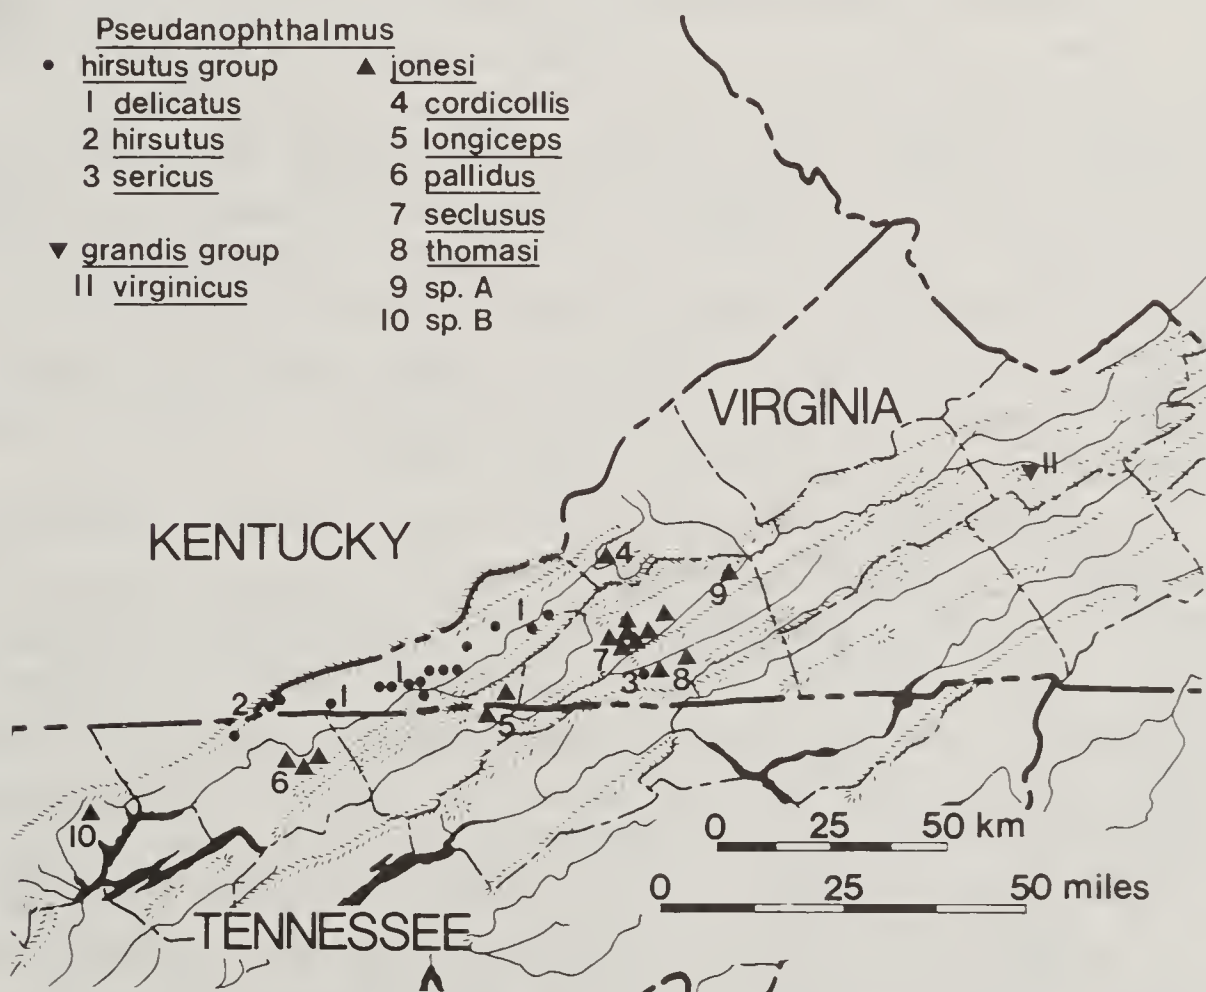 Pseudanophthalmus
• hirsutus group
1 delicatus
2 hirsutus
3 sericus
▼ grandis group
11 virginicus
▲ jonesi
4 cordicollis
5 longiceps
6 pallidus
7 seclusus
8 thomasi
9 sp. A
10 sp. B
VIRGINIA
11
KENTUCKY
4
9
1
7
1
3
8
2
1
5
6
10
0 25 50 km
0 25 50 miles
TENNESSEE